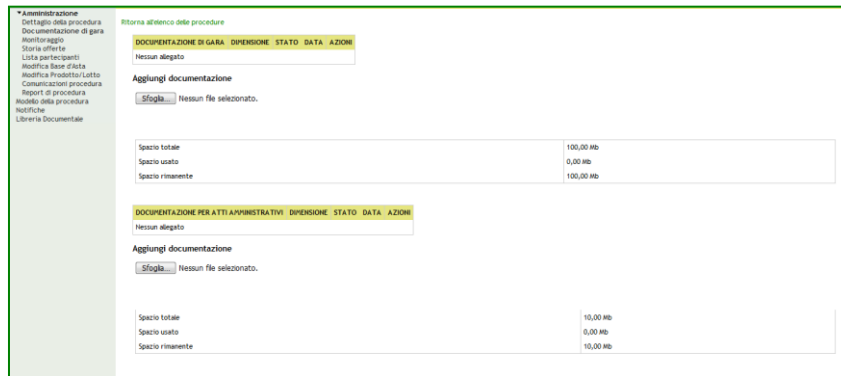 ▼Amministrazione
Dettaglio della procedura
Documentazione di gara
Monitoraggio
Storia offerte
Lista partecipanti
Modifica Base d'Asta
Modifica Prodotto/Lotto
Comunicazioni procedura
Report di procedura
Modello della procedura
Notifiche
Libreria Documentale
Ritorna all'elenco delle procedure
DOCUMENTAZIONE DI GARA DIMENSIONE STATO DATA AZIONI
Nessun allegato
Aggiungi documentazione
Sfoglia... Nessun file selezionato.
Spazio totale 100,00 Mb
Spazio usato 0,00 Mb
Spazio rimanente 100,00 Mb
DOCUMENTAZIONE PER ATTI AMMINISTRATIVI DIMENSIONE STATO DATA AZIONI
Nessun allegato
Aggiungi documentazione
Sfoglia... Nessun file selezionato.
Spazio totale 10,00 Mb
Spazio usato 0,00 Mb
Spazio rimanente 10,00 Mb